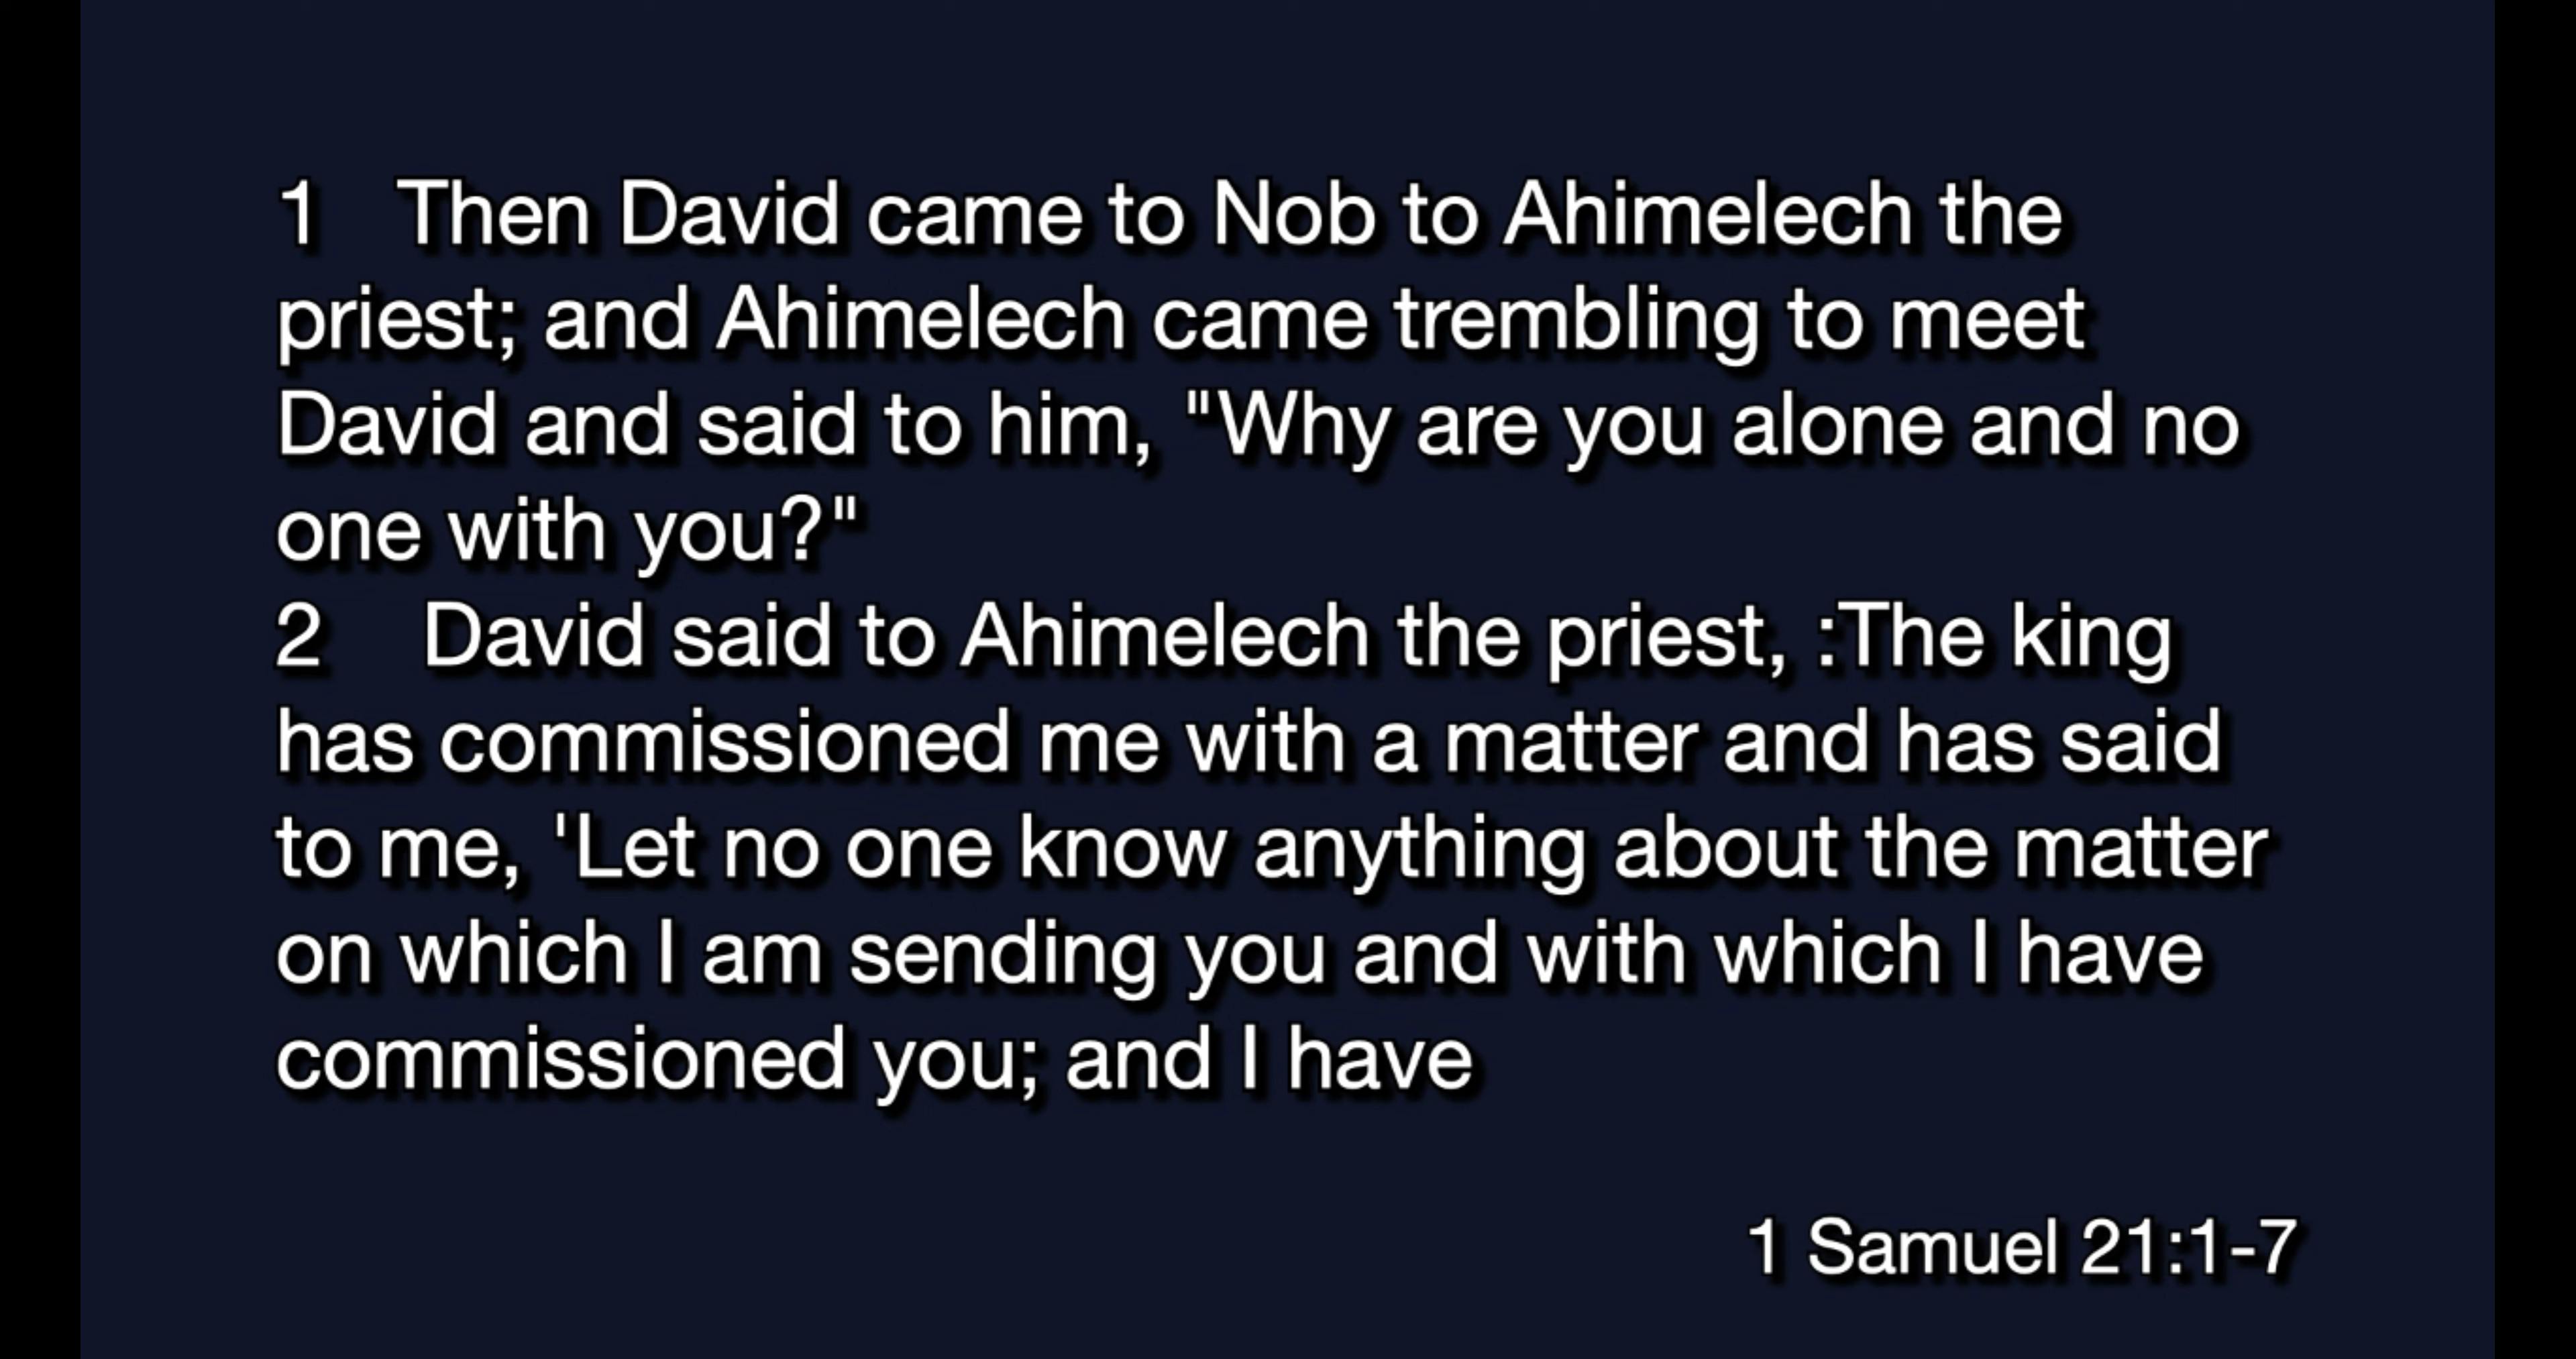 1 Then David came to Nob to Ahimelech the
priest; and Ahimelech came trembling to meet
David and said to him, "Why are you alone and no
one with you?"
2 David said to Ahimelech the priest, :The king
has commissioned me with a matter and has said
to me, 'Let no one know anything about the matter
on which I am sending you and with which I have
commissioned you; and I have
1 Samuel 21:1-7